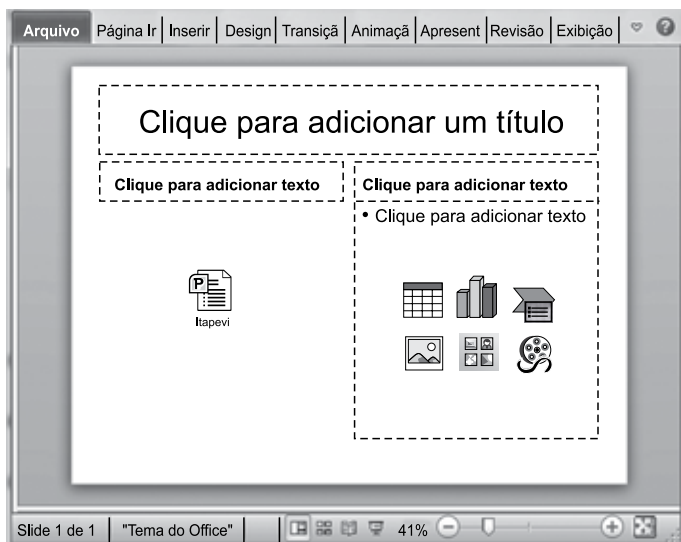 Arquivo Página Ir Inserir Design Transiçã Animaçã Apresent Revisão Exibição
Clique para adicionar um título
Clique para adicionar texto Clique para adicionar texto
• Clique para adicionar texto
P
Itapevi
Slide 1 de 1 "Tema do Office" 41%